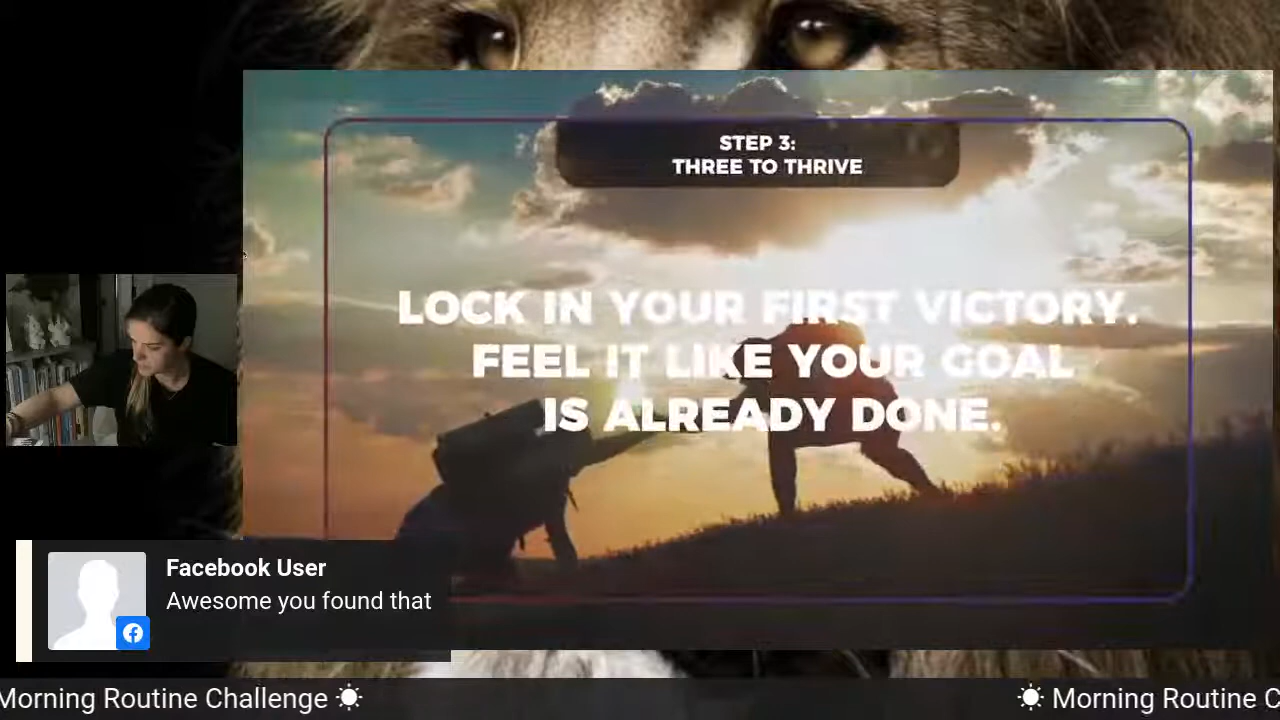 STEP 3:
THREE TO THRIVE
LOCK IN YOUR FIRST VICTORY.
FEEL IT LIKE YOUR GOAL
IS ALREADY DONE.
Facebook User
Awesome you found that
Morning Routine Challenge ☀
☀ Morning Routine C